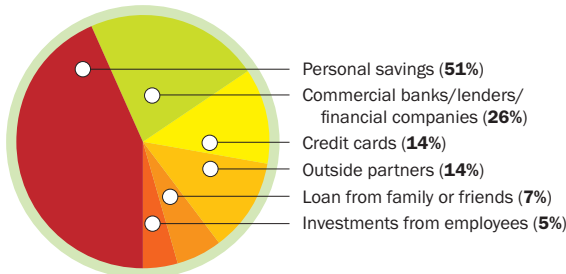 Personal savings (51%)
Commercial banks/lenders/
financial companies (26%)
Credit cards (14%)
Outside partners (14%)
Loan from family or friends (7%)
Investments from employees (5%)